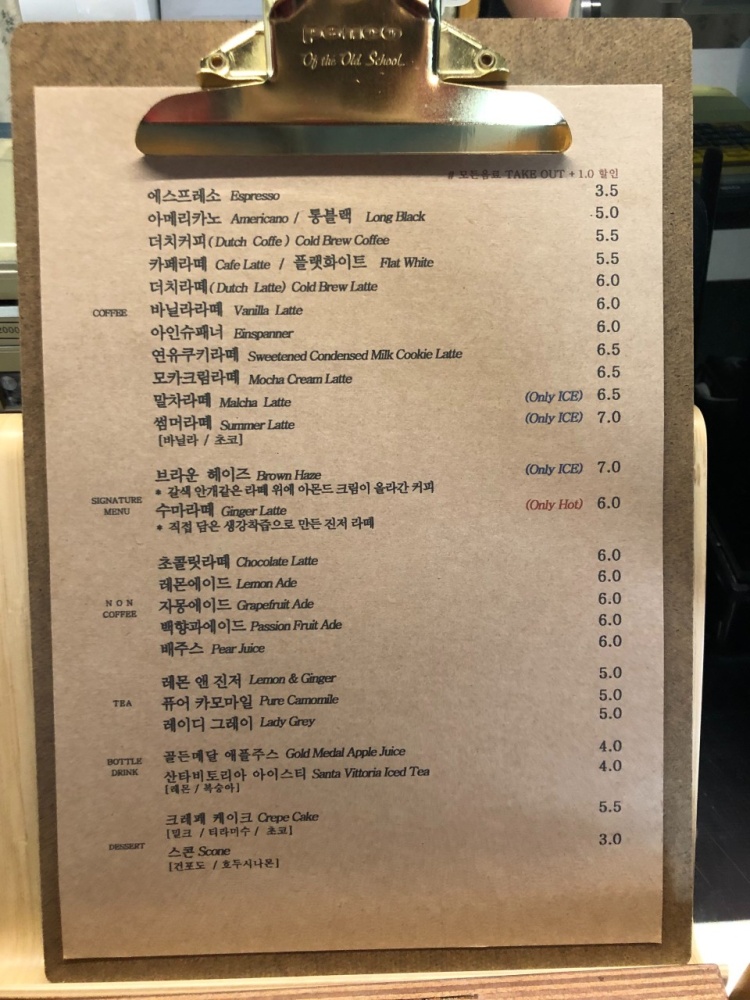 penco
Of the Old School.
# 모든음료 TAKE OUT + 1.0 할인
에스프레소 Espresso 3.5
아메리카노 Americano / 롱블랙 Long Black 5.0
더치커피(Dutch Coffe) Cold Brew Coffee 5.5
카페라떼 Cafe Latte / 플랫화이트 Flat White 5.5
더치라떼(Dutch Latte) Cold Brew Latte 6.0
COFFEE 바닐라라떼 Vanilla Latte 6.0
아인슈패너 Einspanner 6.0
연유쿠키라떼 Sweetened Condensed Milk Cookie Latte 6.5
모카크림라떼 Mocha Cream Latte 6.5
말차라떼 Malcha Latte (Only ICE) 6.5
썸머라떼 Summer Latte (Only ICE) 7.0
[바닐라 / 초코]
브라운 헤이즈 Brown Haze (Only ICE) 7.0
* 갈색 안개같은 라떼 위에 아몬드 크림이 올라간 커피
SIGNATURE MENU 수마라떼 Ginger Latte (Only Hot) 6.0
* 직접 담은 생강착즙으로 만든 진저 라떼
초콜릿라떼 Chocolate Latte 6.0
레몬에이드 Lemon Ade 6.0
NON COFFEE 자몽에이드 Grapefruit Ade 6.0
백향과에이드 Passion Fruit Ade 6.0
배주스 Pear Juice 6.0
레몬 앤 진저 Lemon & Ginger 5.0
TEA 퓨어 카모마일 Pure Camomile 5.0
레이디 그레이 Lady Grey 5.0
골든메달 애플주스 Gold Medal Apple Juice 4.0
BOTTLE DRINK 산타비토리아 아이스티 Santa Vittoria Iced Tea 4.0
[레몬 / 복숭아]
크레페 케이크 Crepe Cake 5.5
[밀크 / 티라미수 / 초코]
DESSERT 스콘 Scone 3.0
[건포도 / 호두시나몬]